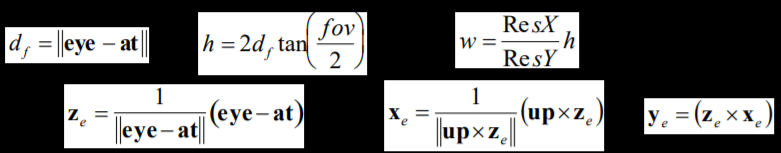 d_f = ||eye − at||
h = 2d_f tan(fov/2)
w = ResX/ResY h
z_e = 1/||eye−at|| (eye−at)
x_e = 1/||up×z_e|| (up×z_e)
y_e = (z_e × x_e)